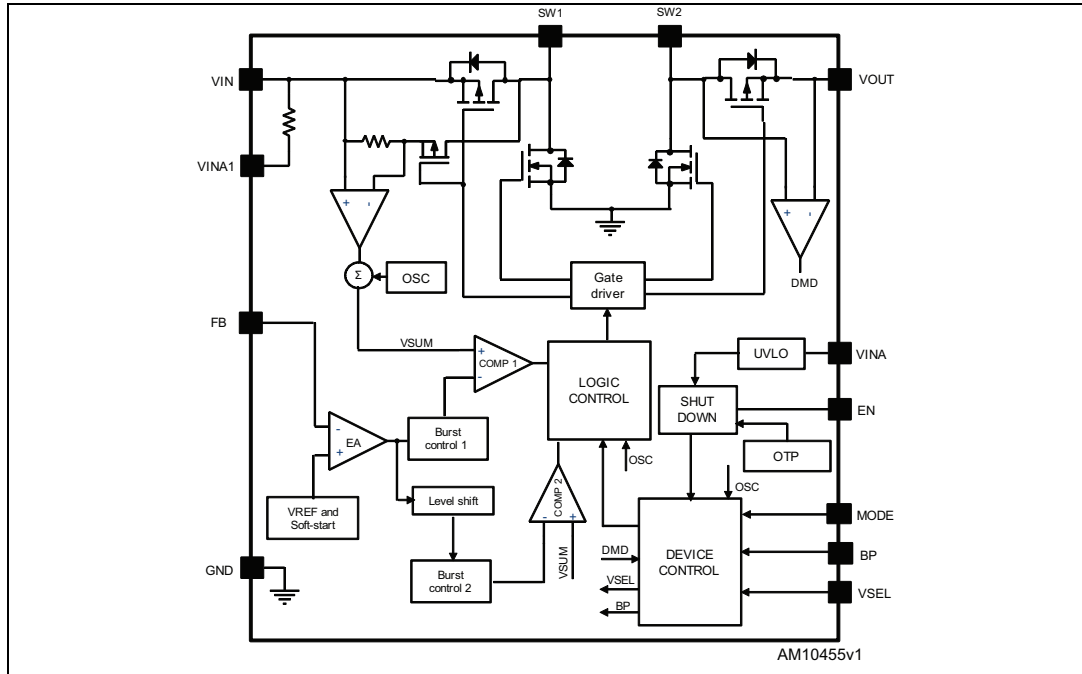 SW1
SW2
VIN
VOUT
VINA1
+
-
+
-
Σ
OSC
Gate
driver
DMD
FB
VSUM
+
-
COMP 1
LOGIC
CONTROL
UVLO
VINA
SHUT
DOWN
EN
-
+
EA
Burst
control 1
OSC
OTP
Level shift
COMP 2
-
+
VSUM
OSC
VREF and
Soft-start
MODE
DMD
DEVICE
CONTROL
BP
GND
Burst
control 2
VSEL
VSEL
BP
AM10455v1